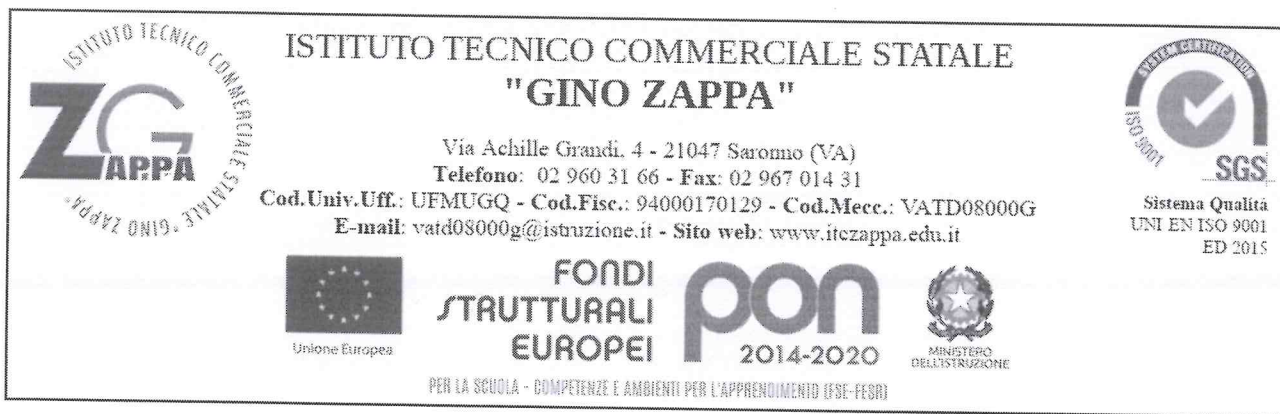 ISTITUTO TECNICO COMMERCIALE STATALE "GINO ZAPPA"
ZG
APPA
ISTITUTO TECNICO COMMERCIALE STATALE
"GINO ZAPPA"
Via Achille Grandi, 4 - 21047 Saronno (VA)
Telefono: 02 960 31 66 - Fax: 02 967 014 31
Cod.Univ.Uff.: UFMUGQ - Cod.Fisc.: 94000170129 - Cod.Mecc.: VATD08000G
E-mail: vatd08000g@istruzione.it - Sito web: www.itczappa.edu.it
SYSTEM CERTIFICATION
ISO 9001
SGS
Sistema Qualità
UNI EN ISO 9001
ED 2015
Unione Europea
FONDI
STRUTTURALI
EUROPEI
pon
2014-2020
MINISTERO
DELL'ISTRUZIONE
PER LA SCUOLA - COMPETENZE E AMBIENTI PER L'APPRENDIMENTO (FSE-FESR)